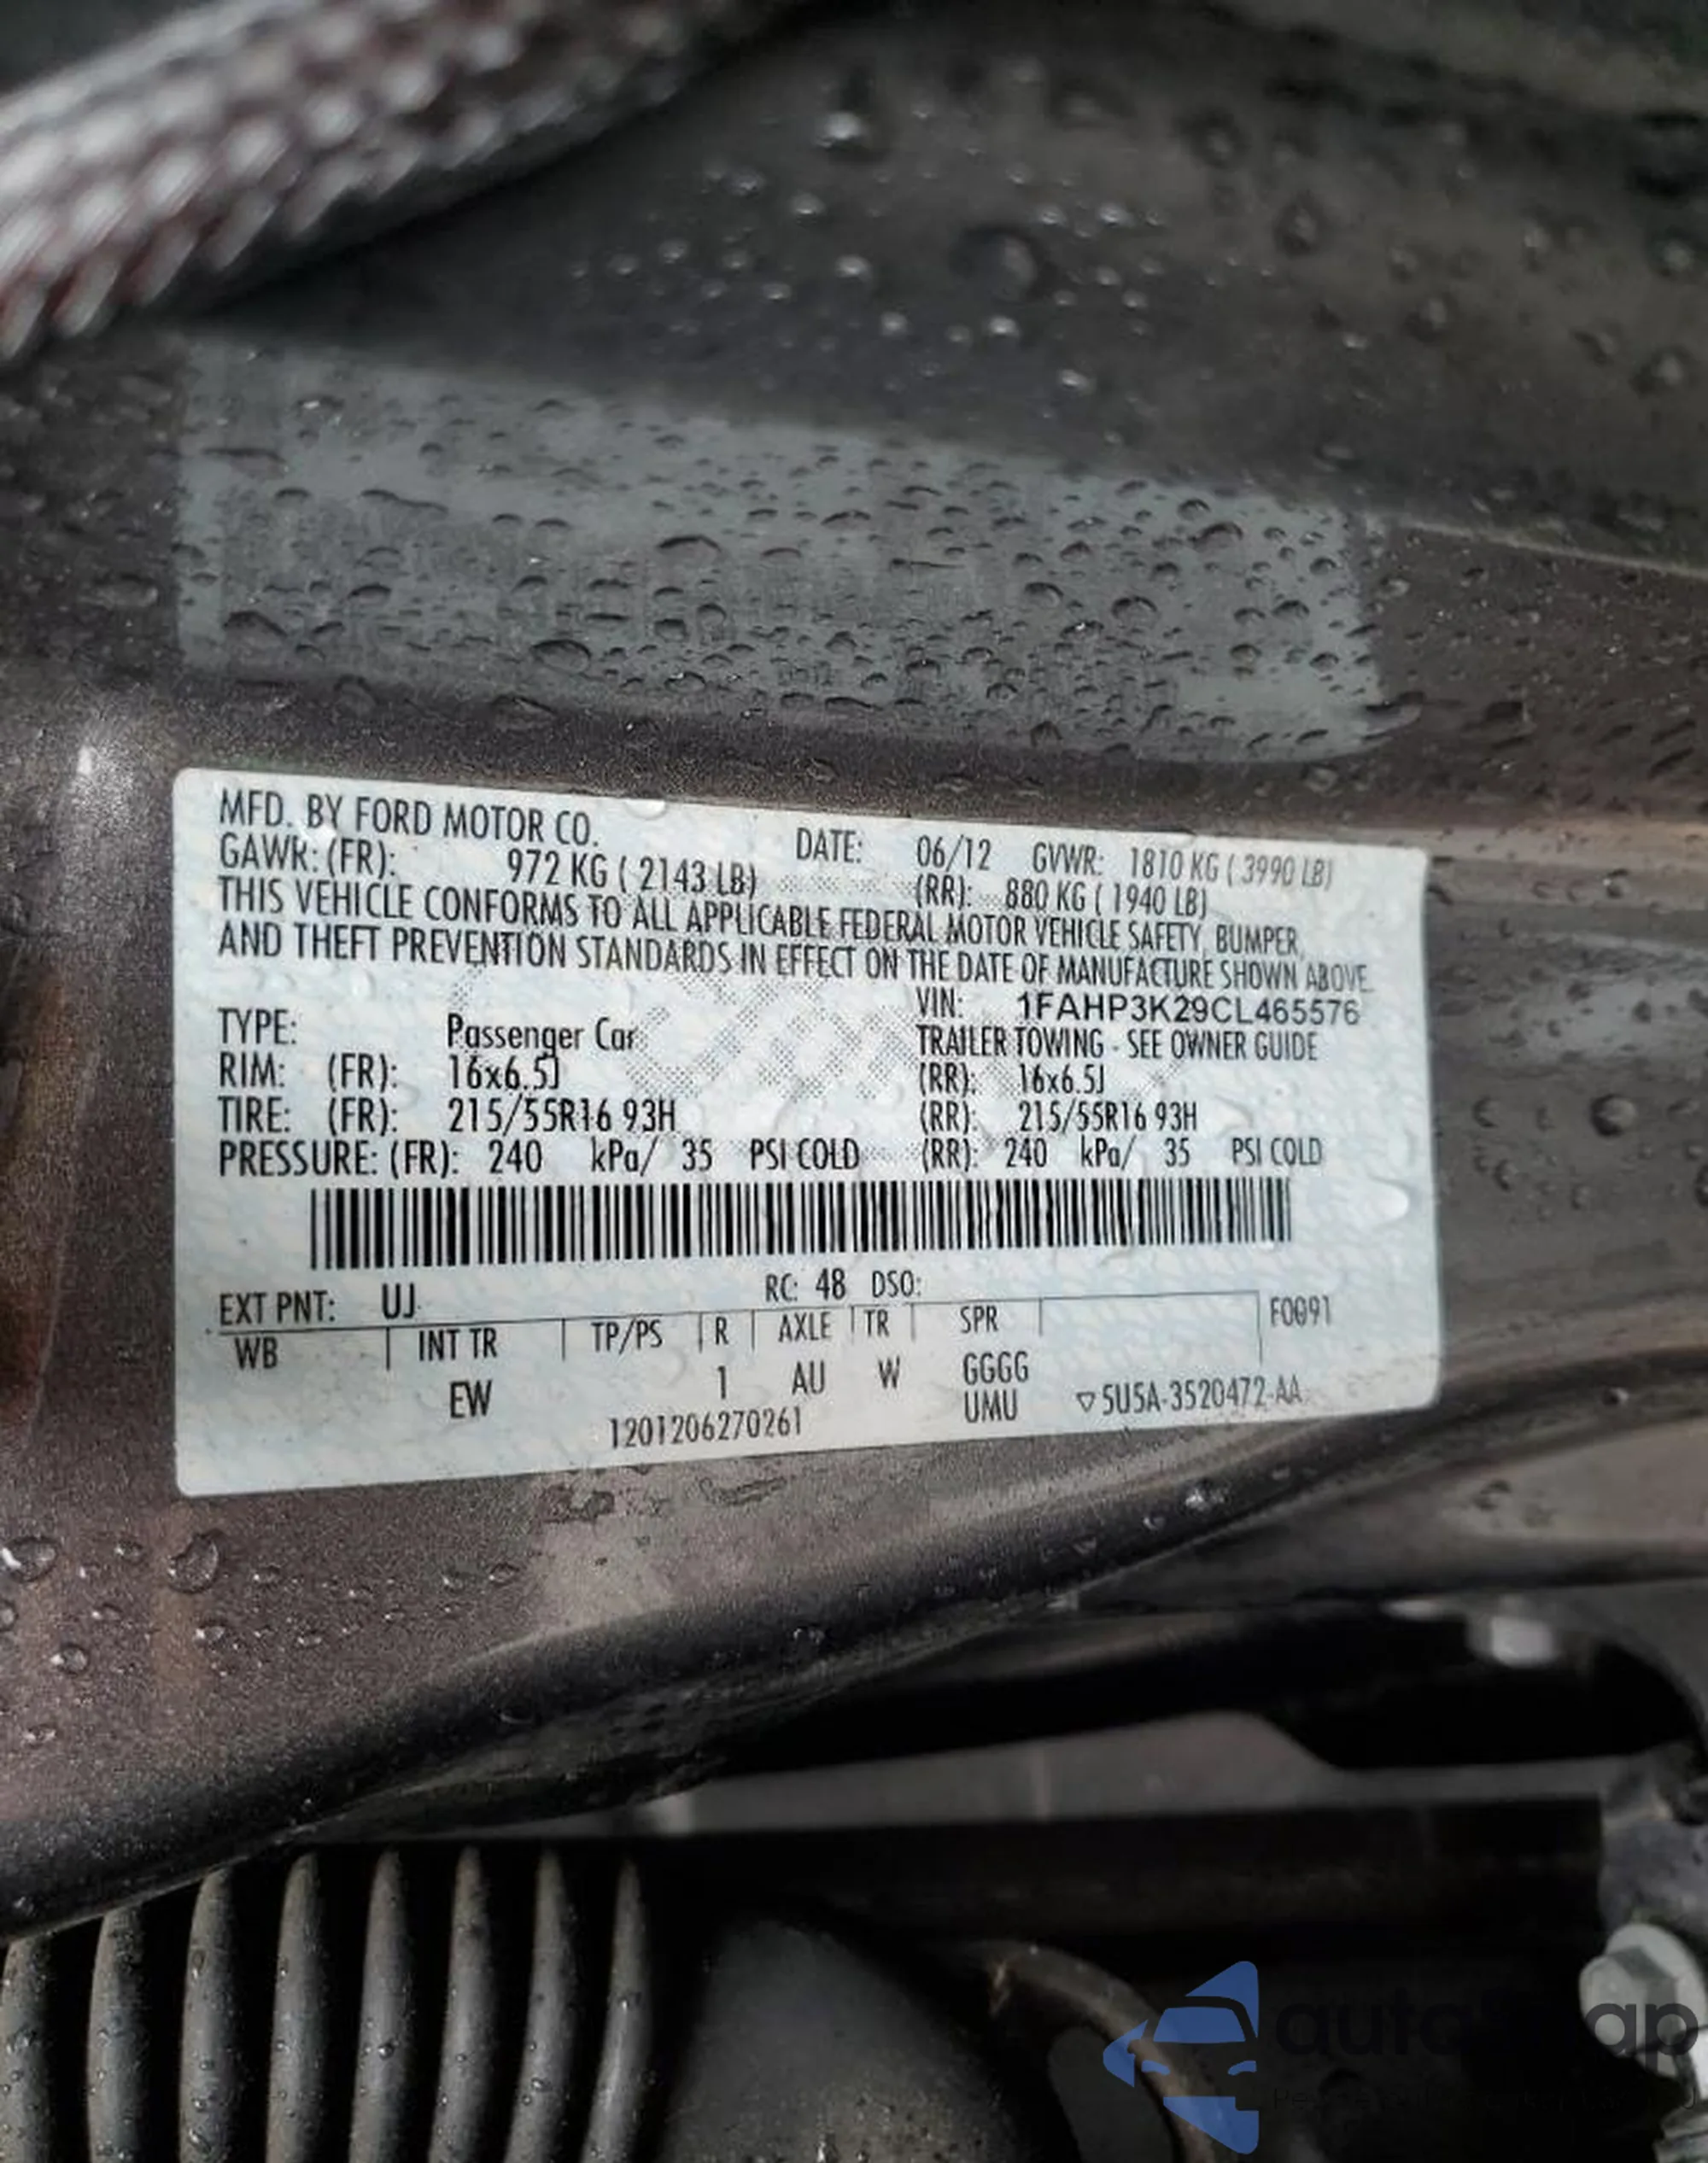 MFD. BY FORD MOTOR CO. DATE: 06/12 GVWR: 1810 KG ( 3990 LB)
GAWR: (FR): 972 KG ( 2143 LB) (RR): 880 KG ( 1940 LB)
THIS VEHICLE CONFORMS TO ALL APPLICABLE FEDERAL MOTOR VEHICLE SAFETY, BUMPER,
AND THEFT PREVENTION STANDARDS IN EFFECT ON THE DATE OF MANUFACTURE SHOWN ABOVE.
VIN: 1FAHP3K29CL465576
TYPE: Passenger Car TRAILER TOWING - SEE OWNER GUIDE
RIM: (FR): 16x6.5J (RR): 16x6.5J
TIRE: (FR): 215/55R16 93H (RR): 215/55R16 93H
PRESSURE: (FR): 240 kPa/ 35 PSI COLD (RR): 240 kPa/ 35 PSI COLD
EXT PNT: UJ RC: 48 DSO: F0091
WB INT TR TP/PS R AXLE TR SPR
EW 1 AU W GGGG
1201206270261 UMU ▽5U5A-3520472-AA